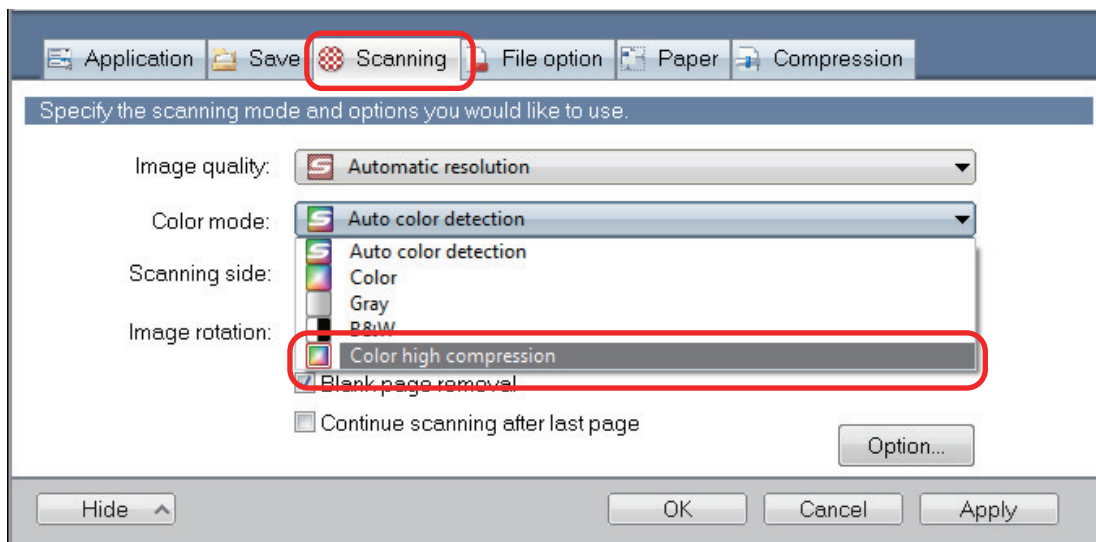 Application Save Scanning File option Paper Compression
Specify the scanning mode and options you would like to use.
Image quality: Automatic resolution
Color mode: Auto color detection
Auto color detection
Scanning side: Color
Gray
Image rotation: B&W
Color high compression
Blank page removal
Continue scanning after last page
Option...
Hide OK Cancel Apply